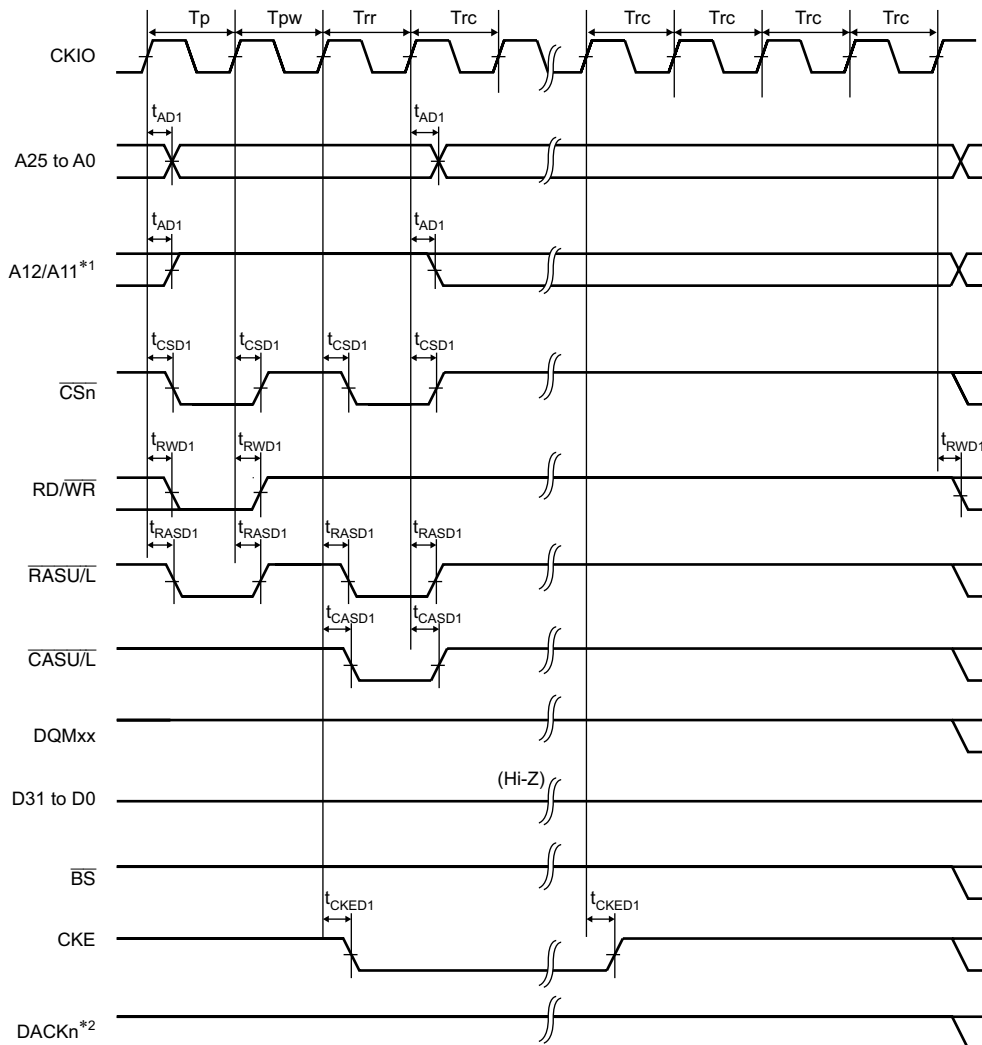 Tp Tpw Trr Trc Trc Trc Trc Trc
CKIO
tAD1 tAD1
A25 to A0
tAD1 tAD1
A12/A11*1
tCSD1 tCSD1 tCSD1 tCSD1
CSn
tRWD1 tRWD1 tRWD1
RD/WR
tRASD1 tRASD1 tRASD1 tRASD1
RASU/L
tCASD1 tCASD1
CASU/L
DQMxx
(Hi-Z)
D31 to D0
BS
tCKED1 tCKED1
CKE
DACKn*2